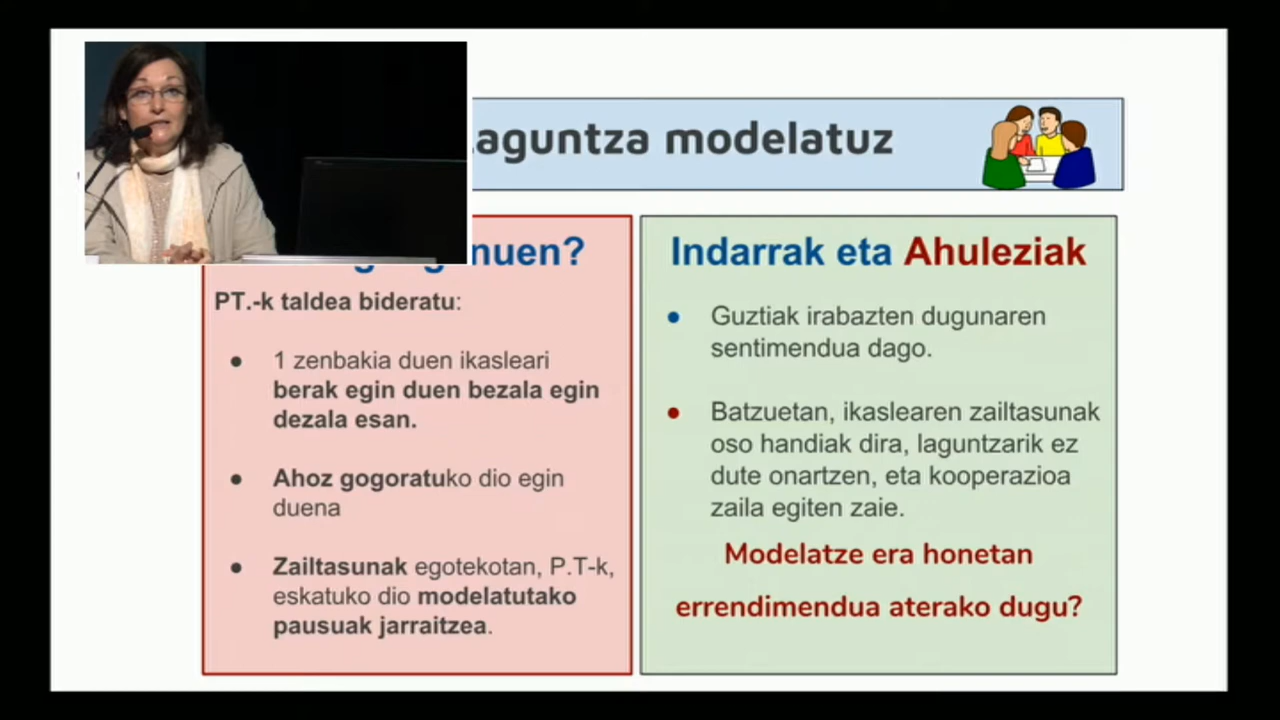 Laguntza modelatuz
nuen?
PT.-k taldea bideratu:
● 1 zenbakia duen ikasleari
berak egin duen bezala egin
dezala esan.
● Ahoz gogoratuko dio egin
duena
● Zailtasunak egotekotan, P.T-k,
eskatuko dio modelatutako
pausuak jarraitzea.
Indarrak eta Ahuleziak
● Guztiak irabazten dugunaren
sentimendua dago.
● Batzuetan, ikaslearen zailtasunak
oso handiak dira, laguntzarik ez
dute onartzen, eta kooperazioa
zaila egiten zaie.
Modelatze era honetan
errendimendua aterako dugu?